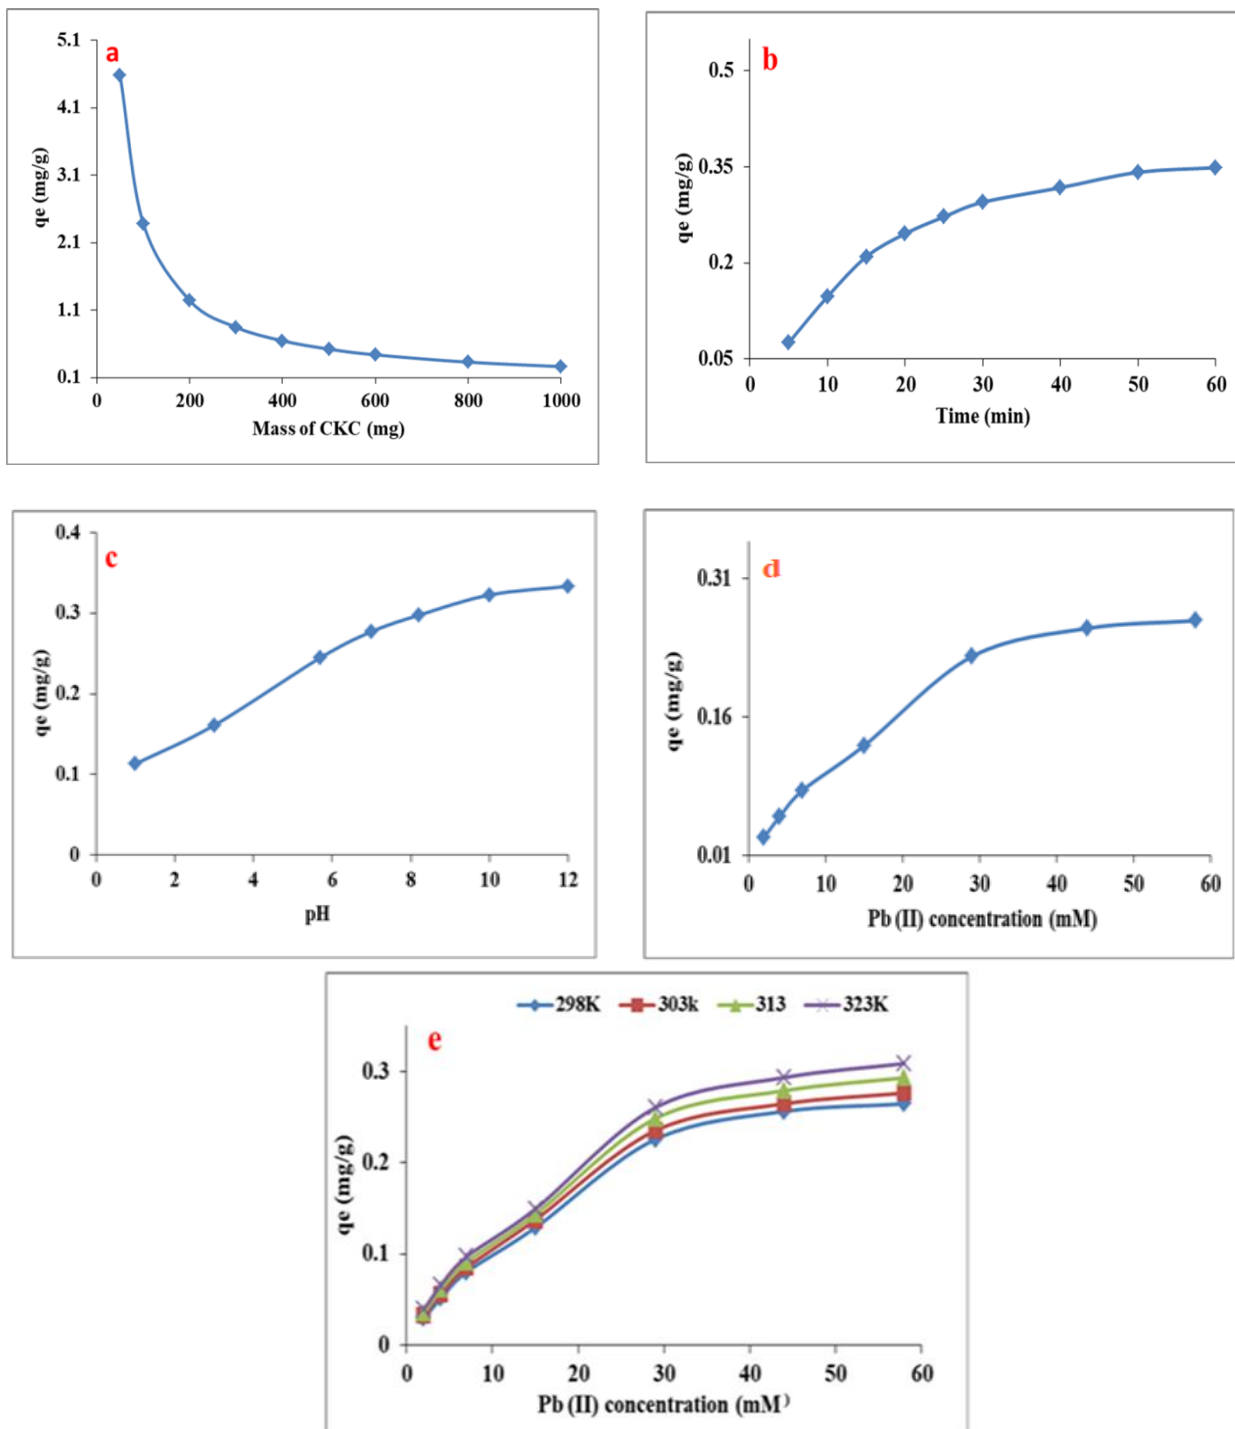 a
5.1
4.1
3.1
2.1
1.1
0.1
qe (mg/g)
0 200 400 600 800 1000
Mass of CKC (mg)
b
0.5
0.35
0.2
0.05
qe (mg/g)
0 10 20 30 40 50 60
Time (min)
c
0.4
0.3
0.2
0.1
0
qe (mg/g)
0 2 4 6 8 10 12
pH
d
0.31
0.16
0.01
qe (mg/g)
0 10 20 30 40 50 60
Pb (II) concentration (mM)
298K 303k 313 323K
e
0.3
0.2
0.1
0
qe (mg/g)
0 10 20 30 40 50 60
Pb (II) concentration (mM⁾